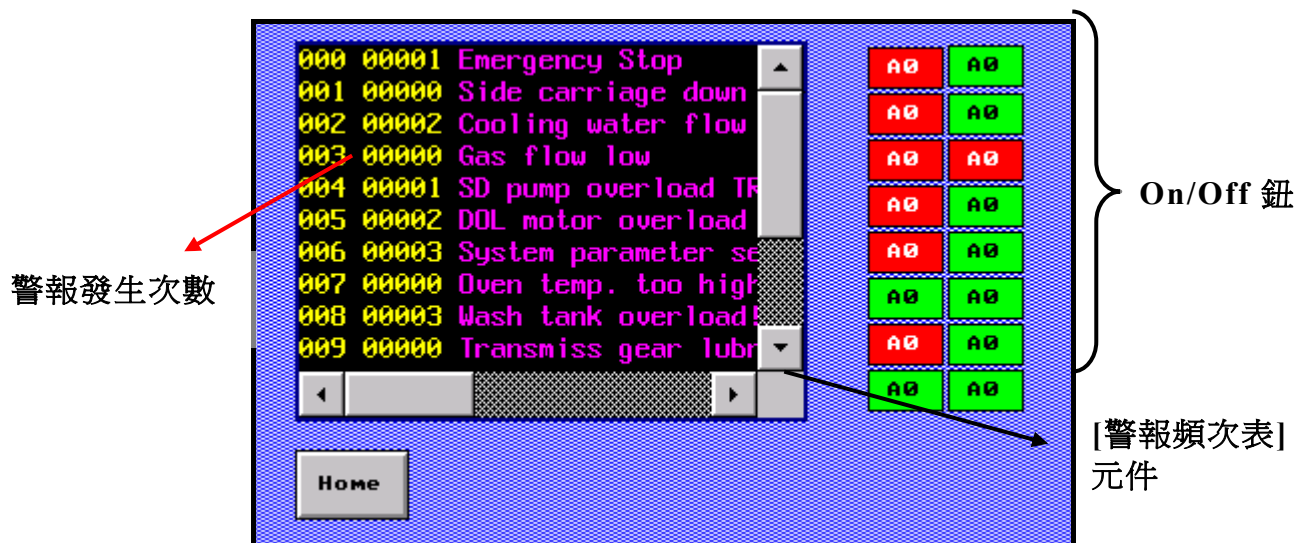 000 00001 Emergency Stop
001 00000 Side carriage down
002 00002 Cooling water flow
003 00000 Gas flow low
004 00001 SD pump overload TR
005 00002 DOL motor overload
006 00003 System parameter se
007 00000 Oven temp. too high
008 00003 Wash tank overload!
009 00000 Transmiss gear lubr
A0 A0
A0 A0
A0 A0
A0 A0
A0 A0
A0 A0
A0 A0
A0 A0
On/Off 鈕
警報發生次數
[警報頻次表]
元件
Home